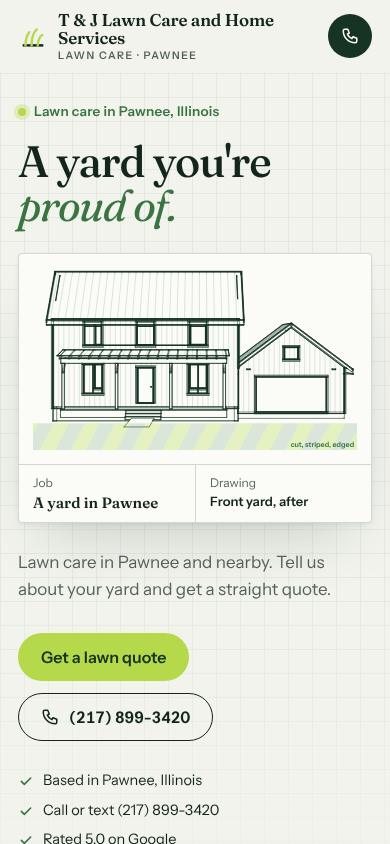 T & J Lawn Care and Home
Services
LAWN CARE · PAWNEE
Lawn care in Pawnee, Illinois
A yard you're
proud of.
cut, striped, edged
Job
A yard in Pawnee
Drawing
Front yard, after
Lawn care in Pawnee and nearby. Tell us
about your yard and get a straight quote.
Get a lawn quote
(217) 899-3420
Based in Pawnee, Illinois
Call or text (217) 899-3420
Rated 5.0 on Google